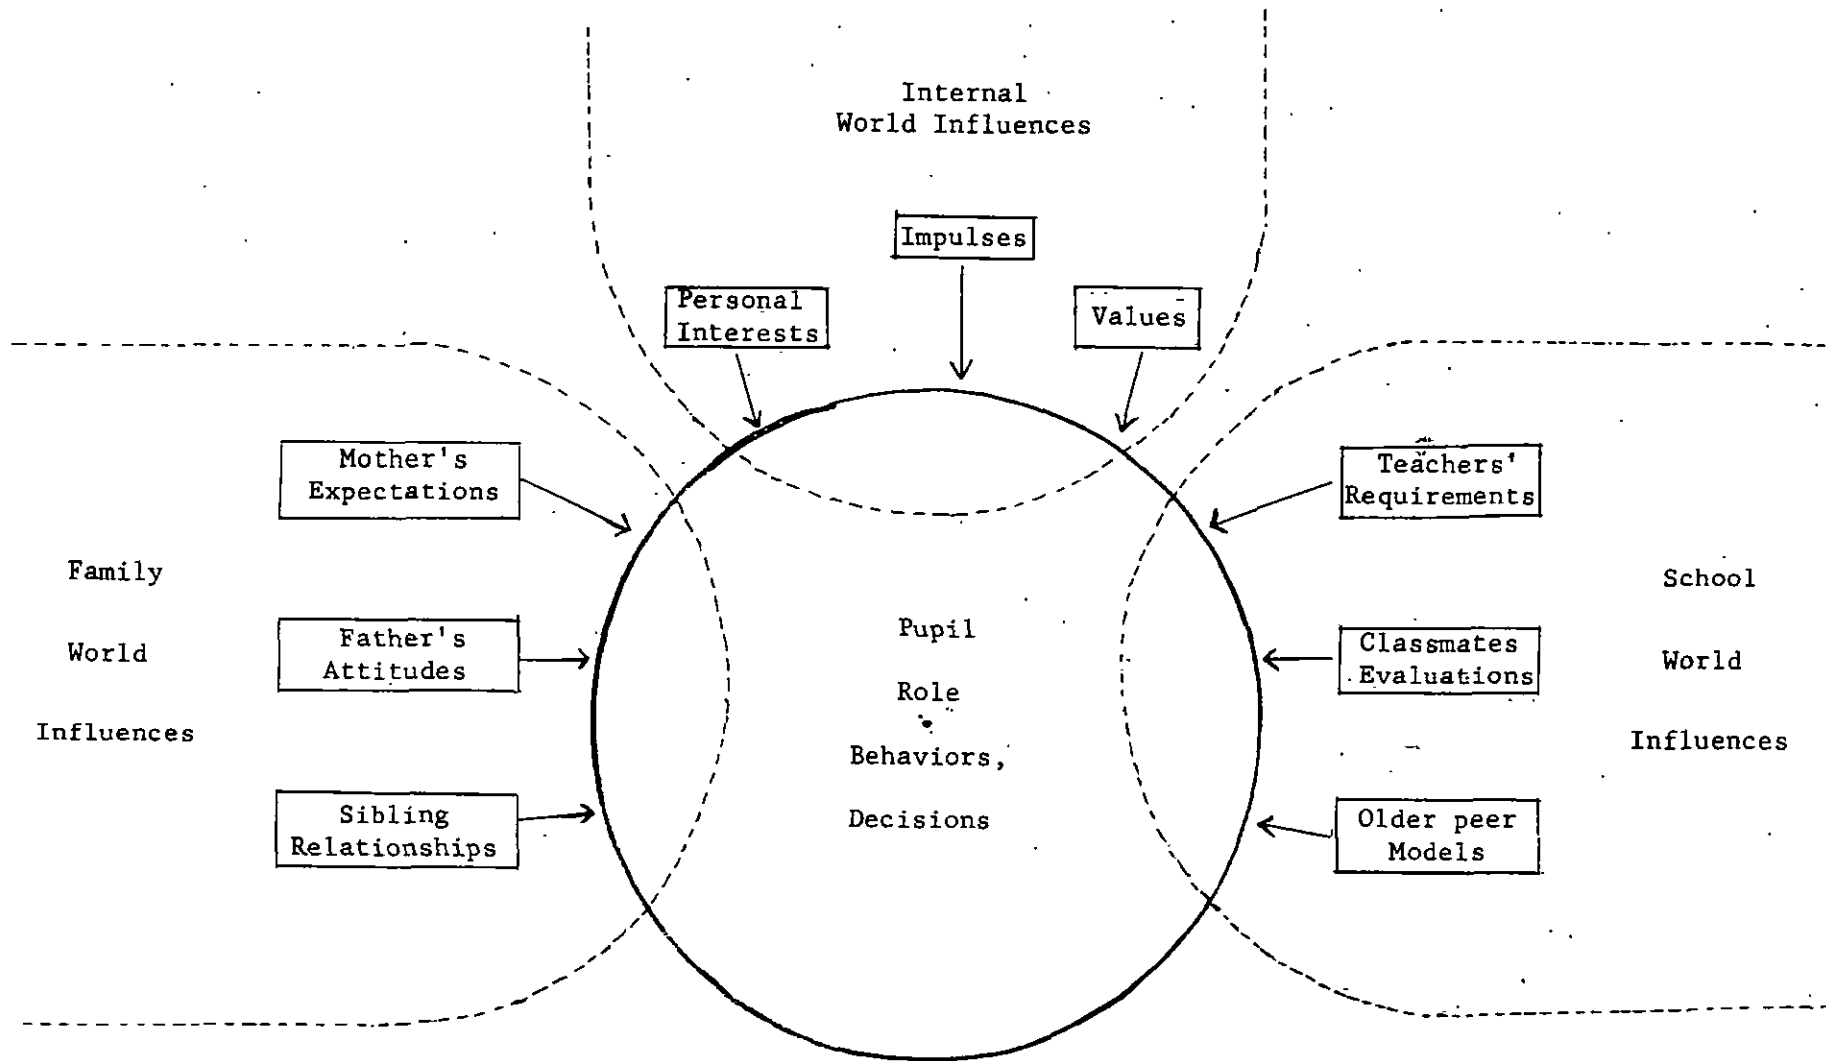 Internal
World Influences
Impulses
Personal
Interests
Values
Mother's
Expectations
Teachers'
Requirements
Family
World
Influences
Father's
Attitudes
Pupil
Role
Behaviors,
Decisions
Classmates
Evaluations
School
World
Influences
Sibling
Relationships
Older peer
Models